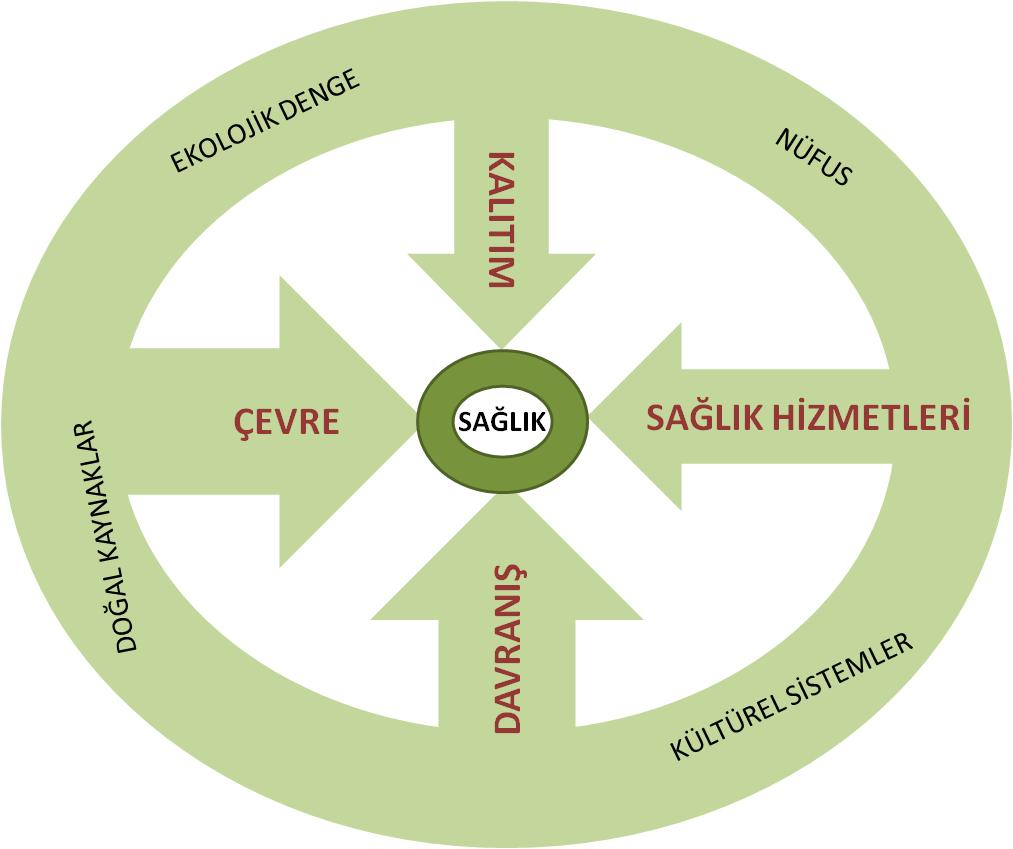 EKOLOJİK DENGE
NÜFUS
KALITIM
ÇEVRE
SAĞLIK
SAĞLIK HİZMETLERİ
DOĞAL KAYNAKLAR
DAVRANIŞ
KÜLTÜREL SİSTEMLER